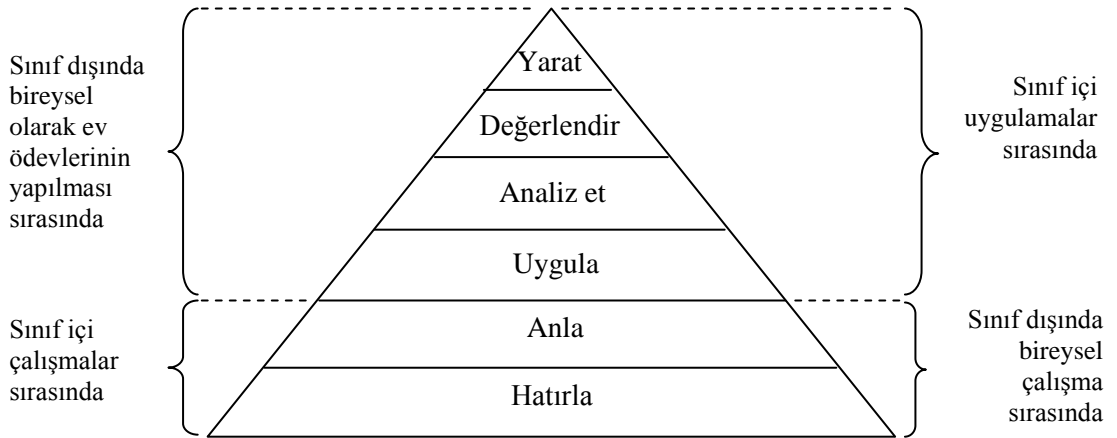 Sınıf dışında
bireysel
olarak ev
ödevlerinin
yapılması
sırasında
Sınıf içi
çalışmalar
sırasında
Yarat
Değerlendir
Analiz et
Uygula
Anla
Hatırla
Sınıf içi
uygulamalar
sırasında
Sınıf dışında
bireysel
çalışma
sırasında